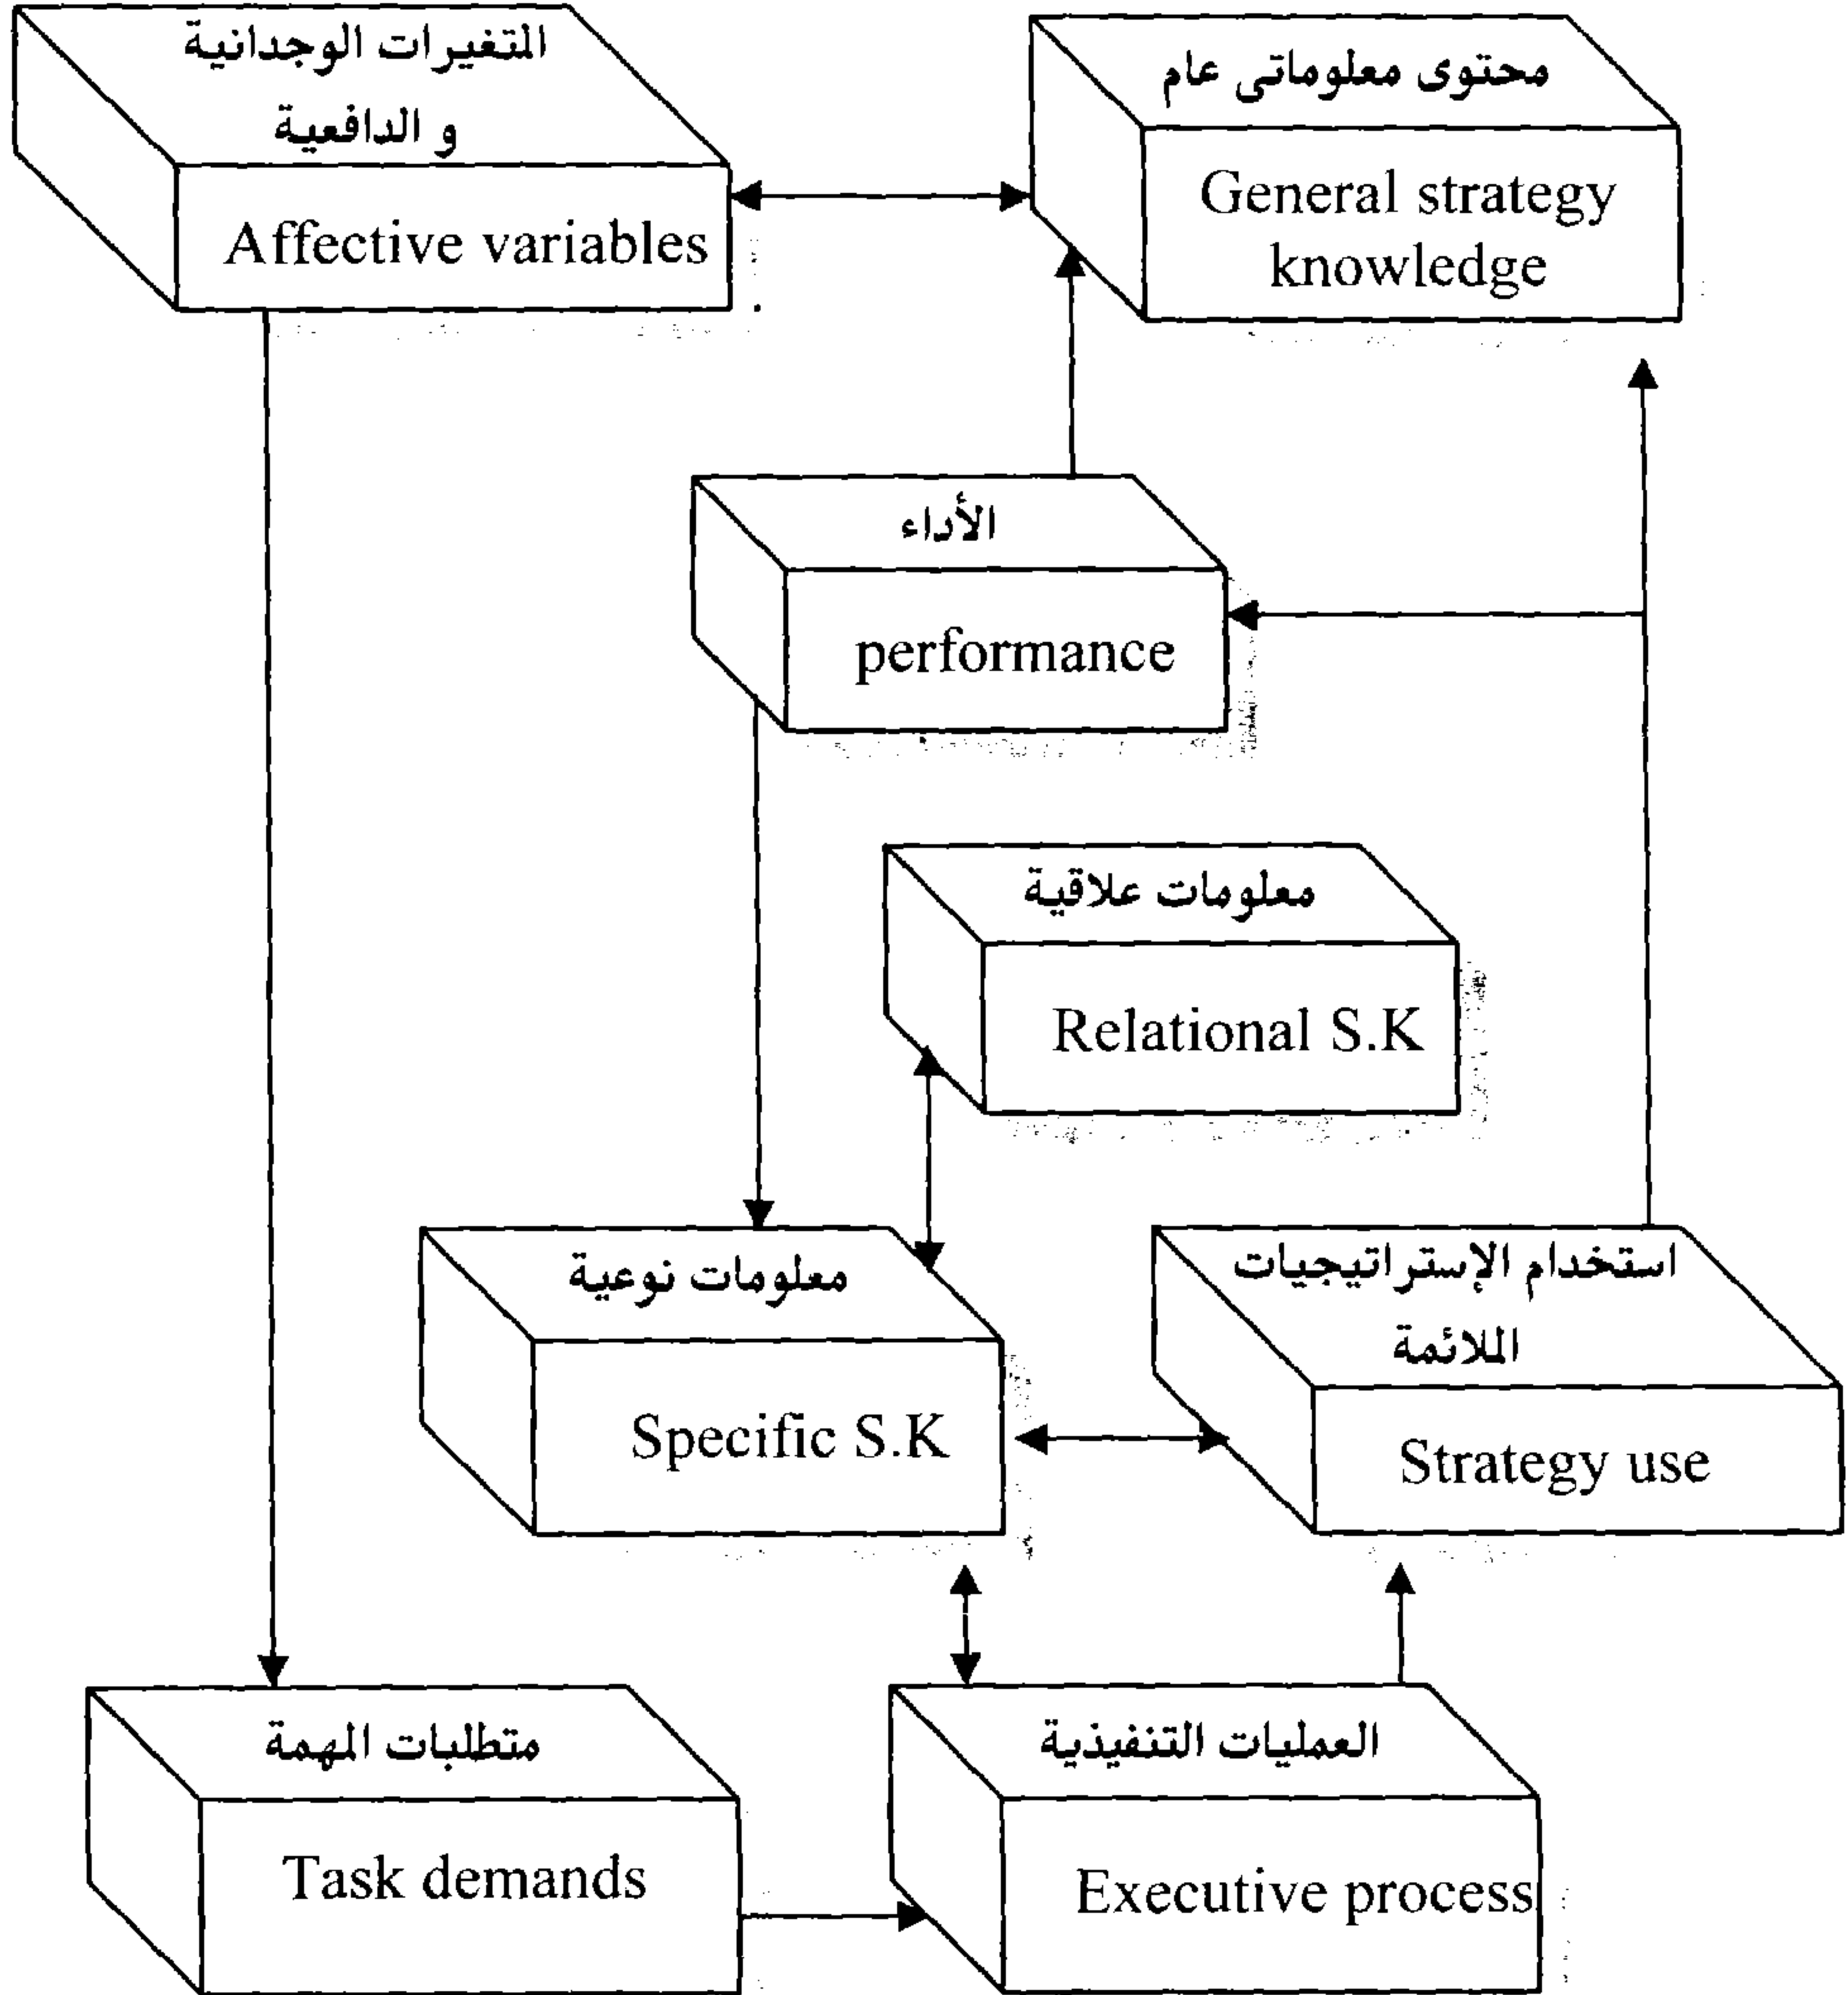 المتغيرات الوجدانية
و الدافعية
Affective variables
محتوى معلوماتى عام
General strategy
knowledge
الأداء
performance
معلومات علاقية
Relational S.K
معلومات نوعية
Specific S.K
استخدام الإستراتيجيات
الملائمة
Strategy use
متطلبات المهمة
Task demands
العمليات التنفيذية
Executive process